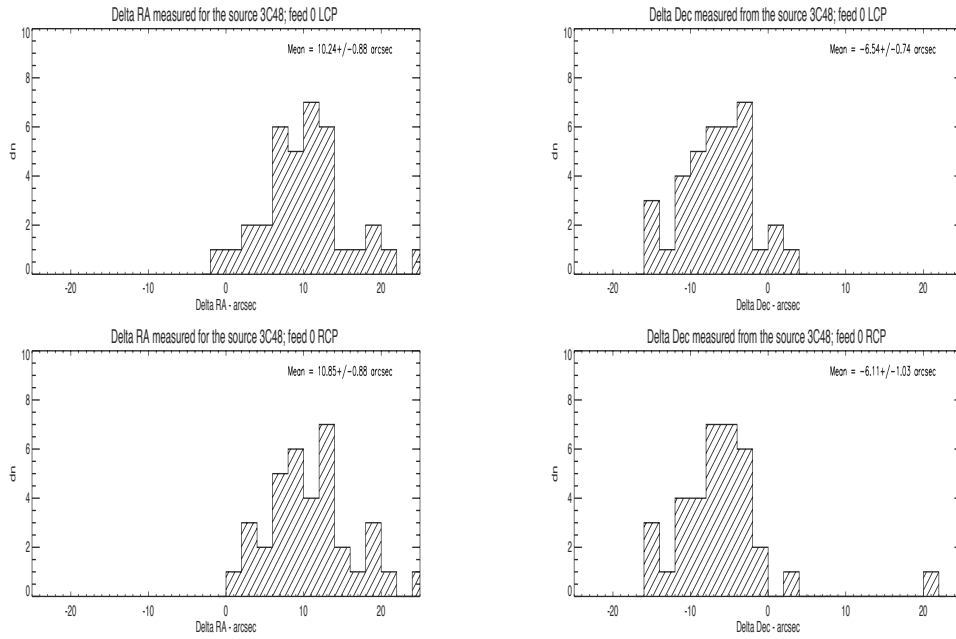 Delta RA measured for the source 3C48; feed 0 LCP
Mean = 10.24+/-0.88 arcsec
10
8
6
4
2
0
dn
-20 -10 0 10 20
Delta RA - arcsec
Delta Dec measured from the source 3C48; feed 0 LCP
Mean = -6.54+/-0.74 arcsec
10
8
6
4
2
0
dn
-20 -10 0 10 20
Delta Dec - arcsec
Delta RA measured for the source 3C48; feed 0 RCP
Mean = 10.85+/-0.88 arcsec
10
8
6
4
2
0
dn
-20 -10 0 10 20
Delta RA - arcsec
Delta Dec measured from the source 3C48; feed 0 RCP
Mean = -6.11+/-1.03 arcsec
10
8
6
4
2
0
dn
-20 -10 0 10 20
Delta Dec - arcsec